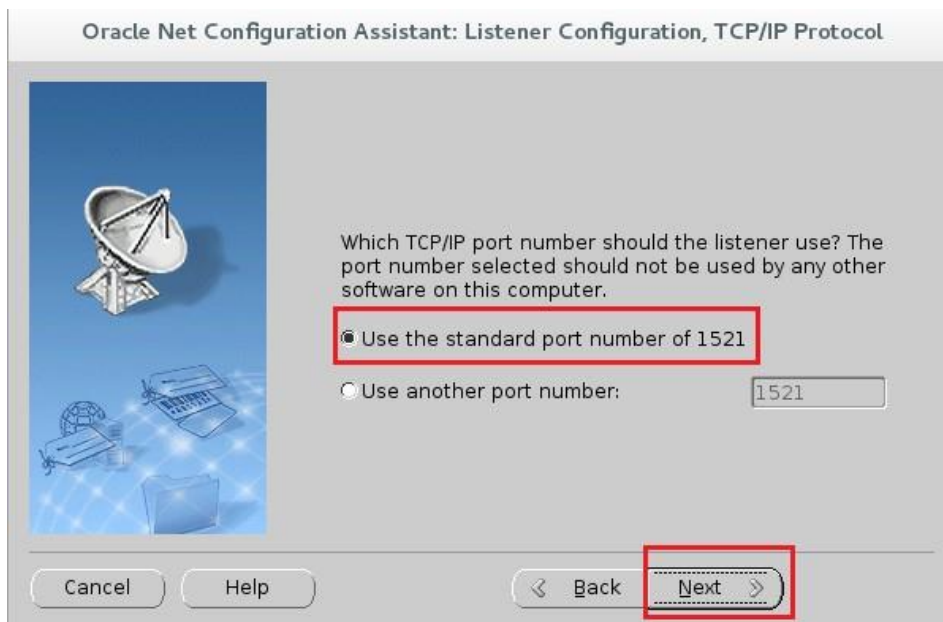 Oracle Net Configuration Assistant: Listener Configuration, TCP/IP Protocol
Which TCP/IP port number should the listener use? The
port number selected should not be used by any other
software on this computer.
Use the standard port number of 1521
Use another port number: 1521
Cancel Help Back Next